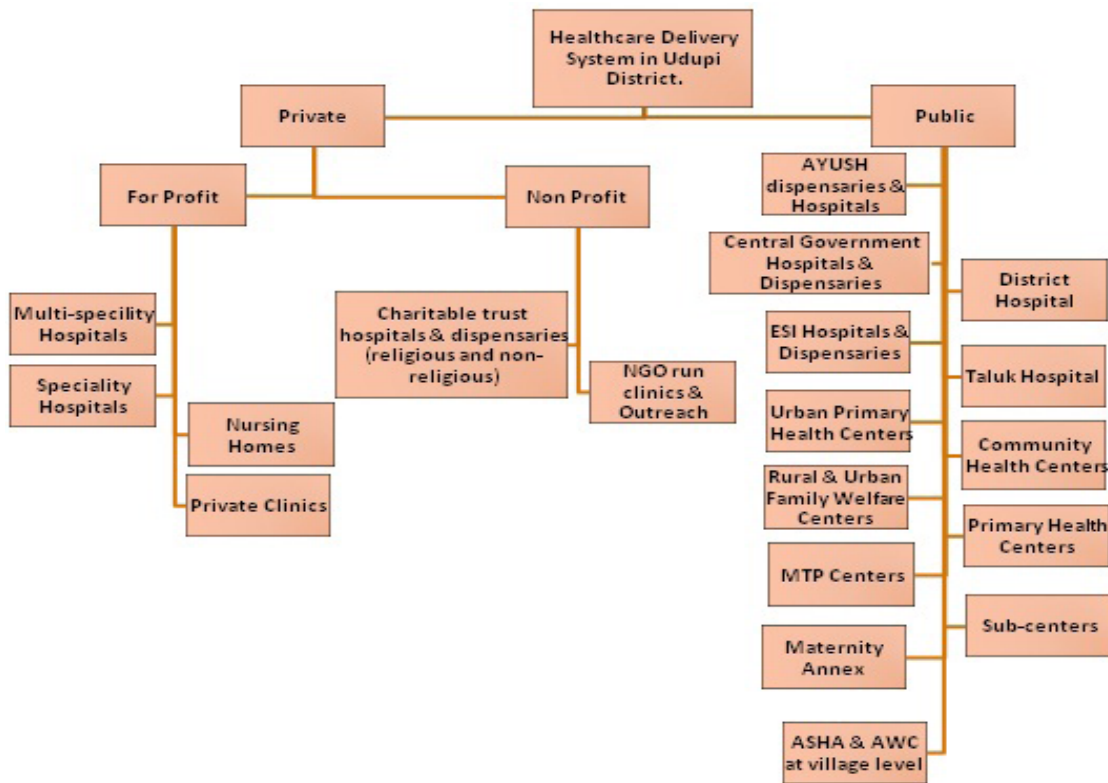 Healthcare Delivery
System in Udupi
District.
Private
Public
For Profit
Non Profit
Multi-specility
Hospitals
Speciality
Hospitals
Nursing
Homes
Private Clinics
Charitable trust
hospitals & dispensaries
(religious and non-
religious)
NGO run
clinics &
Outreach
AYUSH
dispensaries &
Hospitals
Central Government
Hospitals &
Dispensaries
ESI Hospitals &
Dispensaries
Urban Primary
Health Centers
Rural & Urban
Family Welfare
Centers
MTP Centers
Maternity
Annex
ASHA & AWC
at village level
District
Hospital
Taluk Hospital
Community
Health Centers
Primary Health
Centers
Sub-centers